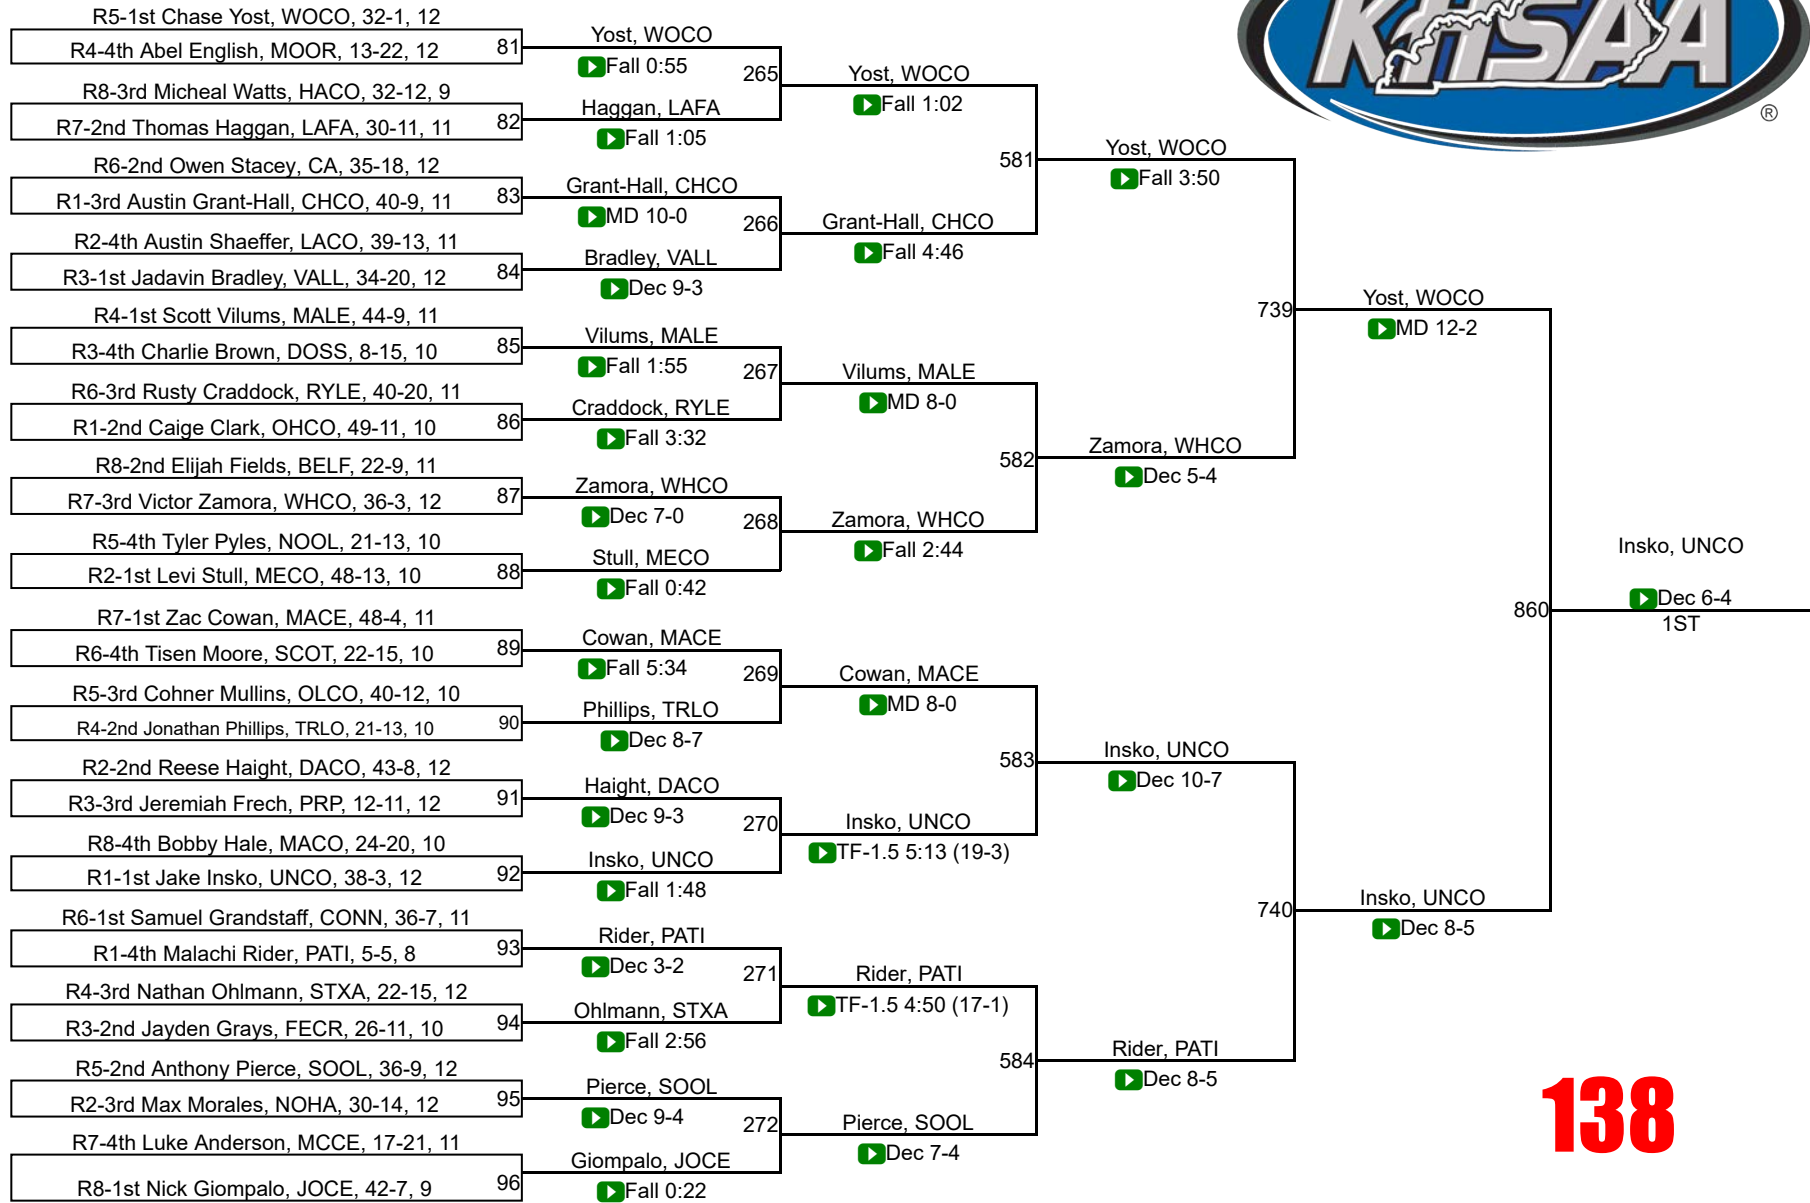 R5-1st Chase Yost, WOCO, 32-1, 12
R4-4th Abel English, MOOR, 13-22, 12
81
R8-3rd Micheal Watts, HACO, 32-12, 9
R7-2nd Thomas Haggan, LAFA, 30-11, 11
82
R6-2nd Owen Stacey, CA, 35-18, 12
R1-3rd Austin Grant-Hall, CHCO, 40-9, 11
83
R2-4th Austin Shaeffer, LACO, 39-13, 11
R3-1st Jadavin Bradley, VALL, 34-20, 12
84
R4-1st Scott Vilums, MALE, 44-9, 11
R3-4th Charlie Brown, DOSS, 8-15, 10
85
R6-3rd Rusty Craddock, RYLE, 40-20, 11
R1-2nd Caige Clark, OHCO, 49-11, 10
86
R8-2nd Elijah Fields, BELF, 22-9, 11
R7-3rd Victor Zamora, WHCO, 36-3, 12
87
R5-4th Tyler Pyles, NOOL, 21-13, 10
R2-1st Levi Stull, MECO, 48-13, 10
88
R7-1st Zac Cowan, MACE, 48-4, 11
R6-4th Tisen Moore, SCOT, 22-15, 10
89
R5-3rd Cohner Mullins, OLCO, 40-12, 10
R4-2nd Jonathan Phillips, TRLO, 21-13, 10
90
R2-2nd Reese Haight, DACO, 43-8, 12
R3-3rd Jeremiah Frech, PRP, 12-11, 12
91
R8-4th Bobby Hale, MACO, 24-20, 10
R1-1st Jake Insko, UNCO, 38-3, 12
92
R6-1st Samuel Grandstaff, CONN, 36-7, 11
R1-4th Malachi Rider, PATI, 5-5, 8
93
R4-3rd Nathan Ohlmann, STXA, 22-15, 12
R3-2nd Jayden Grays, FECR, 26-11, 10
94
R5-2nd Anthony Pierce, SOOL, 36-9, 12
R2-3rd Max Morales, NOHA, 30-14, 12
95
R7-4th Luke Anderson, MCCE, 17-21, 11
R8-1st Nick Giompalo, JOCE, 42-7, 9
96
Yost, WOCO
Fall 0:55
265
Haggan, LAFA
Fall 1:05
Grant-Hall, CHCO
MD 10-0
266
Bradley, VALL
Dec 9-3
Vilums, MALE
Fall 1:55
267
Craddock, RYLE
Fall 3:32
Zamora, WHCO
Dec 7-0
268
Stull, MECO
Fall 0:42
Cowan, MACE
Fall 5:34
269
Phillips, TRLO
Dec 8-7
Haight, DACO
Dec 9-3
270
Insko, UNCO
Fall 1:48
Rider, PATI
Dec 3-2
271
Ohlmann, STXA
Fall 2:56
Pierce, SOOL
Dec 9-4
272
Giompalo, JOCE
Fall 0:22
Yost, WOCO
Fall 1:02
581
Grant-Hall, CHCO
Fall 4:46
Vilums, MALE
MD 8-0
582
Zamora, WHCO
Fall 2:44
Cowan, MACE
MD 8-0
583
Insko, UNCO
TF-1.5 5:13 (19-3)
Rider, PATI
TF-1.5 4:50 (17-1)
584
Pierce, SOOL
Dec 7-4
Yost, WOCO
Fall 3:50
739
Zamora, WHCO
Dec 5-4
Insko, UNCO
Dec 10-7
740
Rider, PATI
Dec 8-5
Yost, WOCO
MD 12-2
860
Insko, UNCO
Dec 8-5
Insko, UNCO
Dec 6-4
1ST
KHSAA
®
138